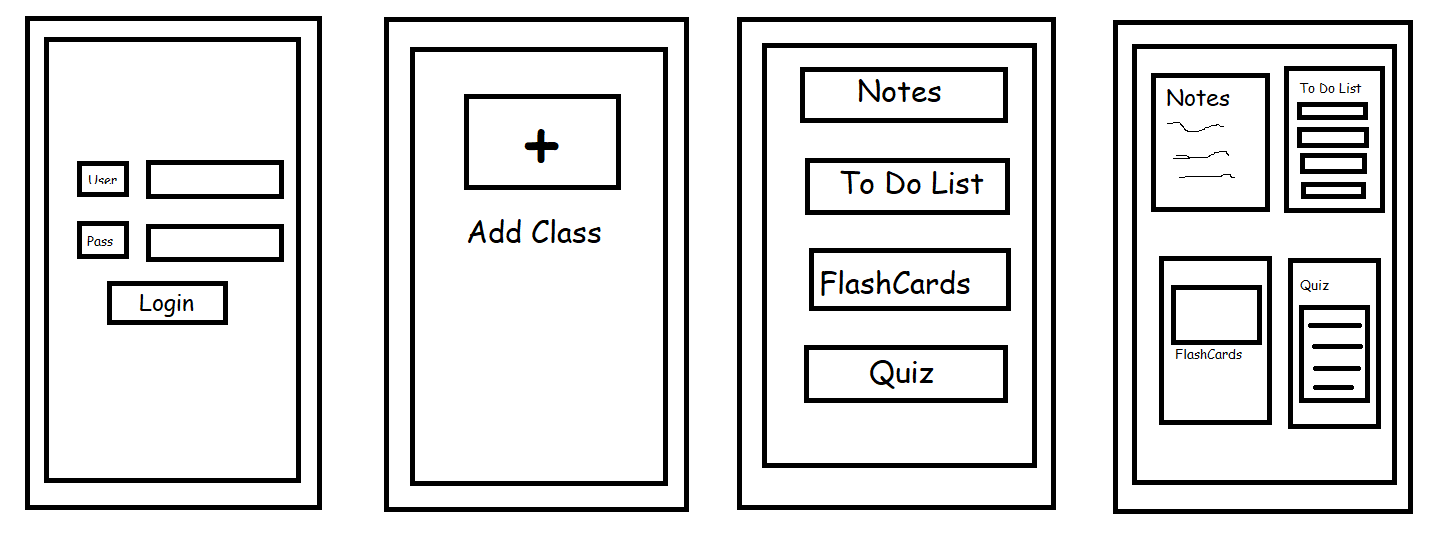 User
Pass
Login
+
Add Class
Notes
To Do List
FlashCards
Quiz
Notes
To Do List
FlashCards
Quiz